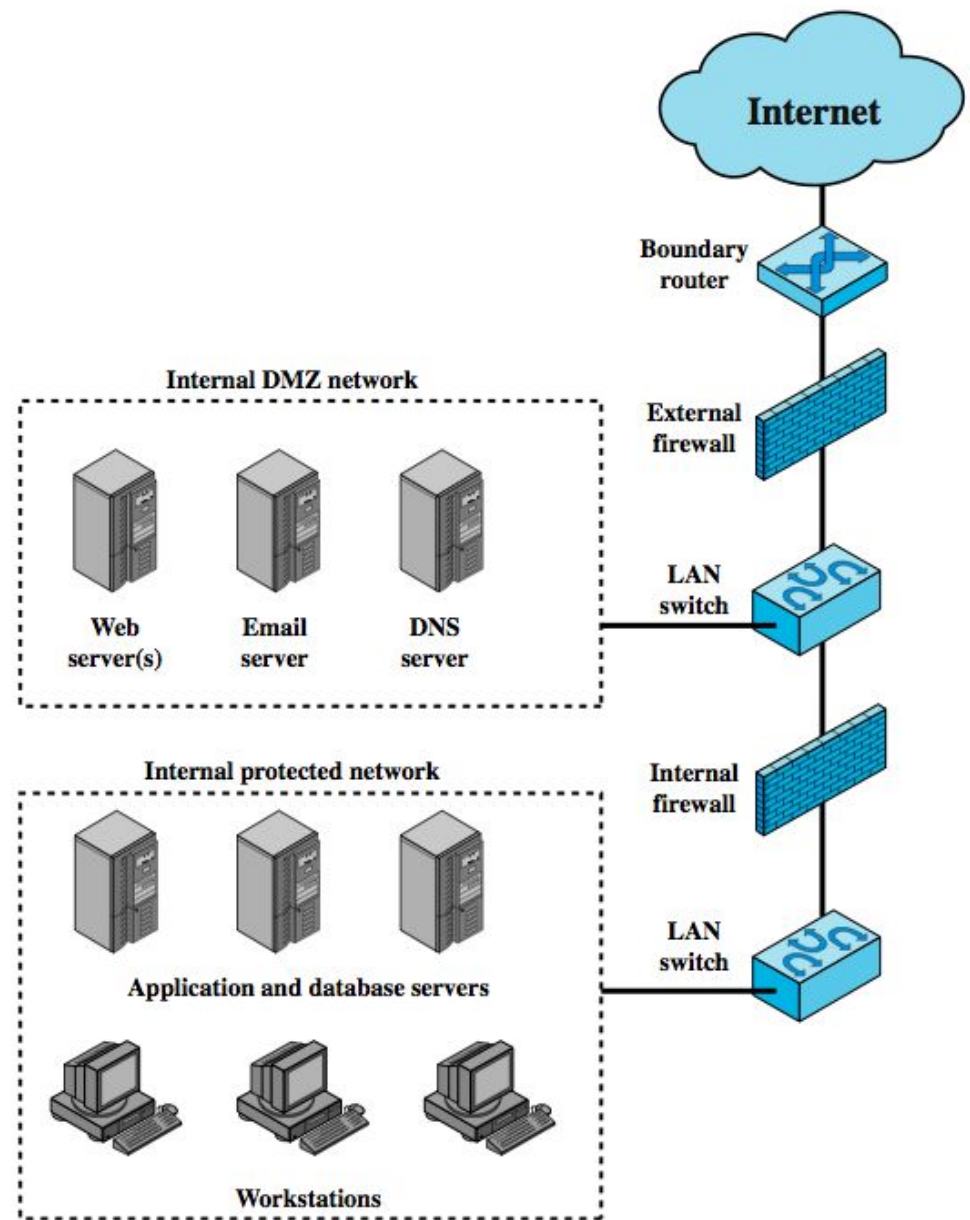 Internet
Boundary
router
Internal DMZ network
External
firewall
Web
server(s)
Email
server
DNS
server
LAN
switch
Internal protected network
Internal
firewall
Application and database servers
LAN
switch
Workstations